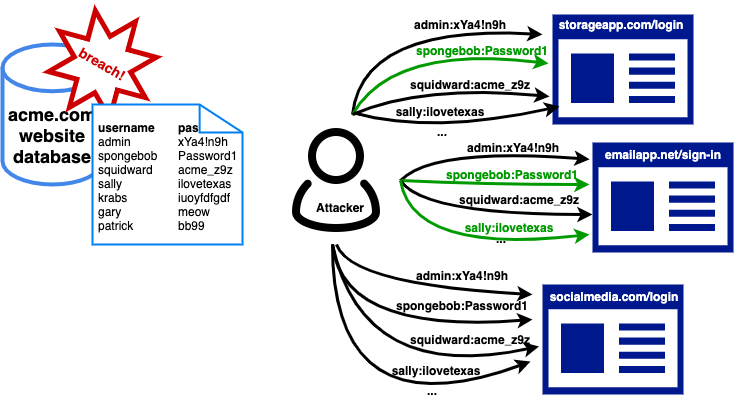 breach!
acme.com
website
database
username pas
admin xYa4!n9h
spongebob Password1
squidward acme_z9z
sally ilovetexas
krabs iuoyfdfgdf
gary meow
patrick bb99
Attacker
admin:xYa4!n9h
spongebob:Password1
squidward:acme_z9z
sally:ilovetexas
...
storageapp.com/login
admin:xYa4!n9h
spongebob:Password1
squidward:acme_z9z
sally:ilovetexas
...
emailapp.net/sign-in
admin:xYa4!n9h
spongebob:Password1
squidward:acme_z9z
sally:ilovetexas
...
socialmedia.com/login